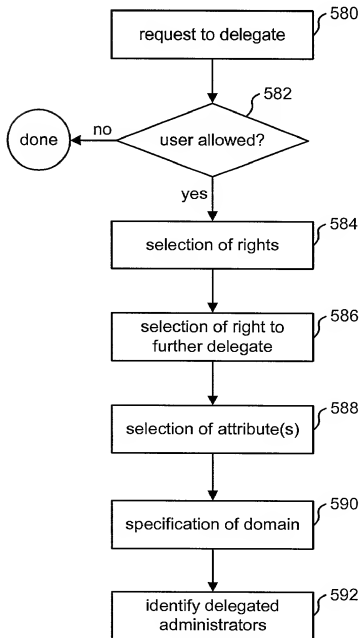 580
request to delegate
582
done
no
user allowed?
yes
584
selection of rights
586
selection of right to
further delegate
588
selection of attribute(s)
590
specification of domain
592
identify delegated
administrators